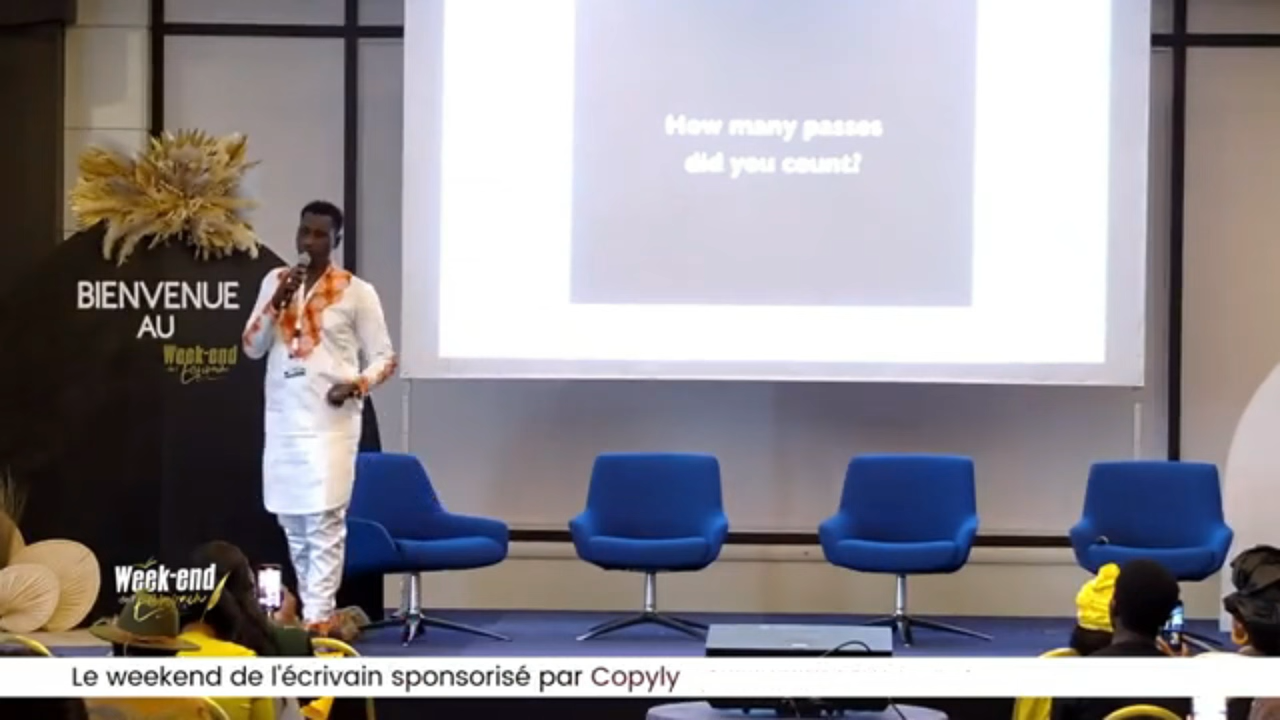 How many passes
did you count?
BIENVENUE
AU
Week-end
Week-end
Le weekend de l'écrivain sponsorisé par Copyly